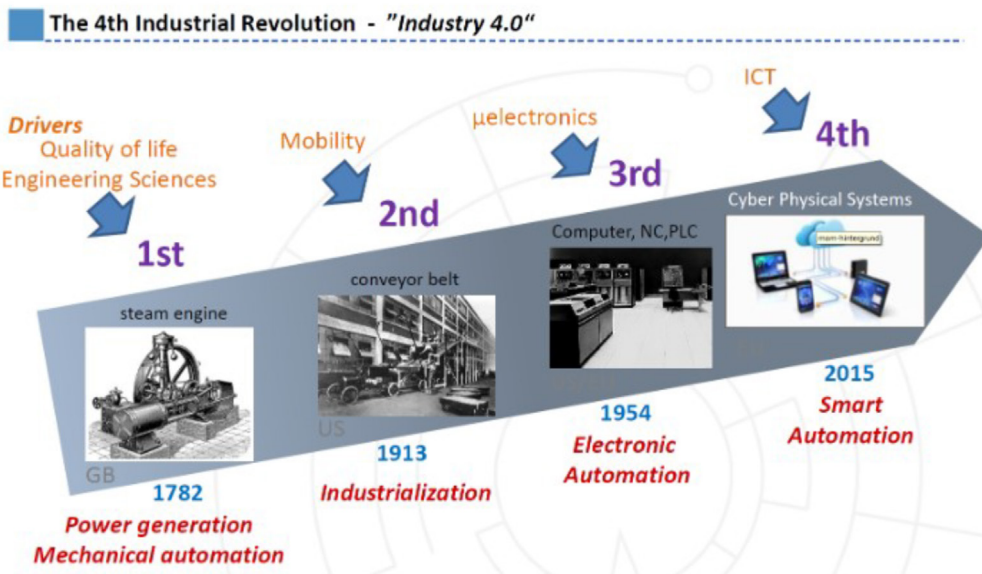 The 4th Industrial Revolution - "Industry 4.0“
Drivers
Quality of life
Engineering Sciences
Mobility
µelectronics
ICT
1st
2nd
3rd
4th
steam engine
conveyor belt
Computer, NC,PLC
Cyber Physical Systems
mom-hintergrund
GB
US
1782
Power generation
Mechanical automation
1913
Industrialization
1954
Electronic
Automation
2015
Smart
Automation